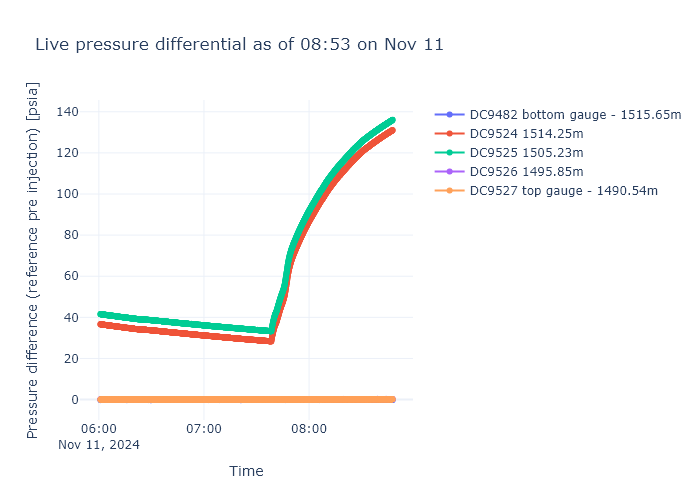 Live pressure differential as of 08:53 on Nov 11
Pressure difference (reference pre injection) [psia]
140
120
100
80
60
40
20
0
06:00
Nov 11, 2024
07:00
08:00
Time
DC9482 bottom gauge - 1515.65m
DC9524 1514.25m
DC9525 1505.23m
DC9526 1495.85m
DC9527 top gauge - 1490.54m